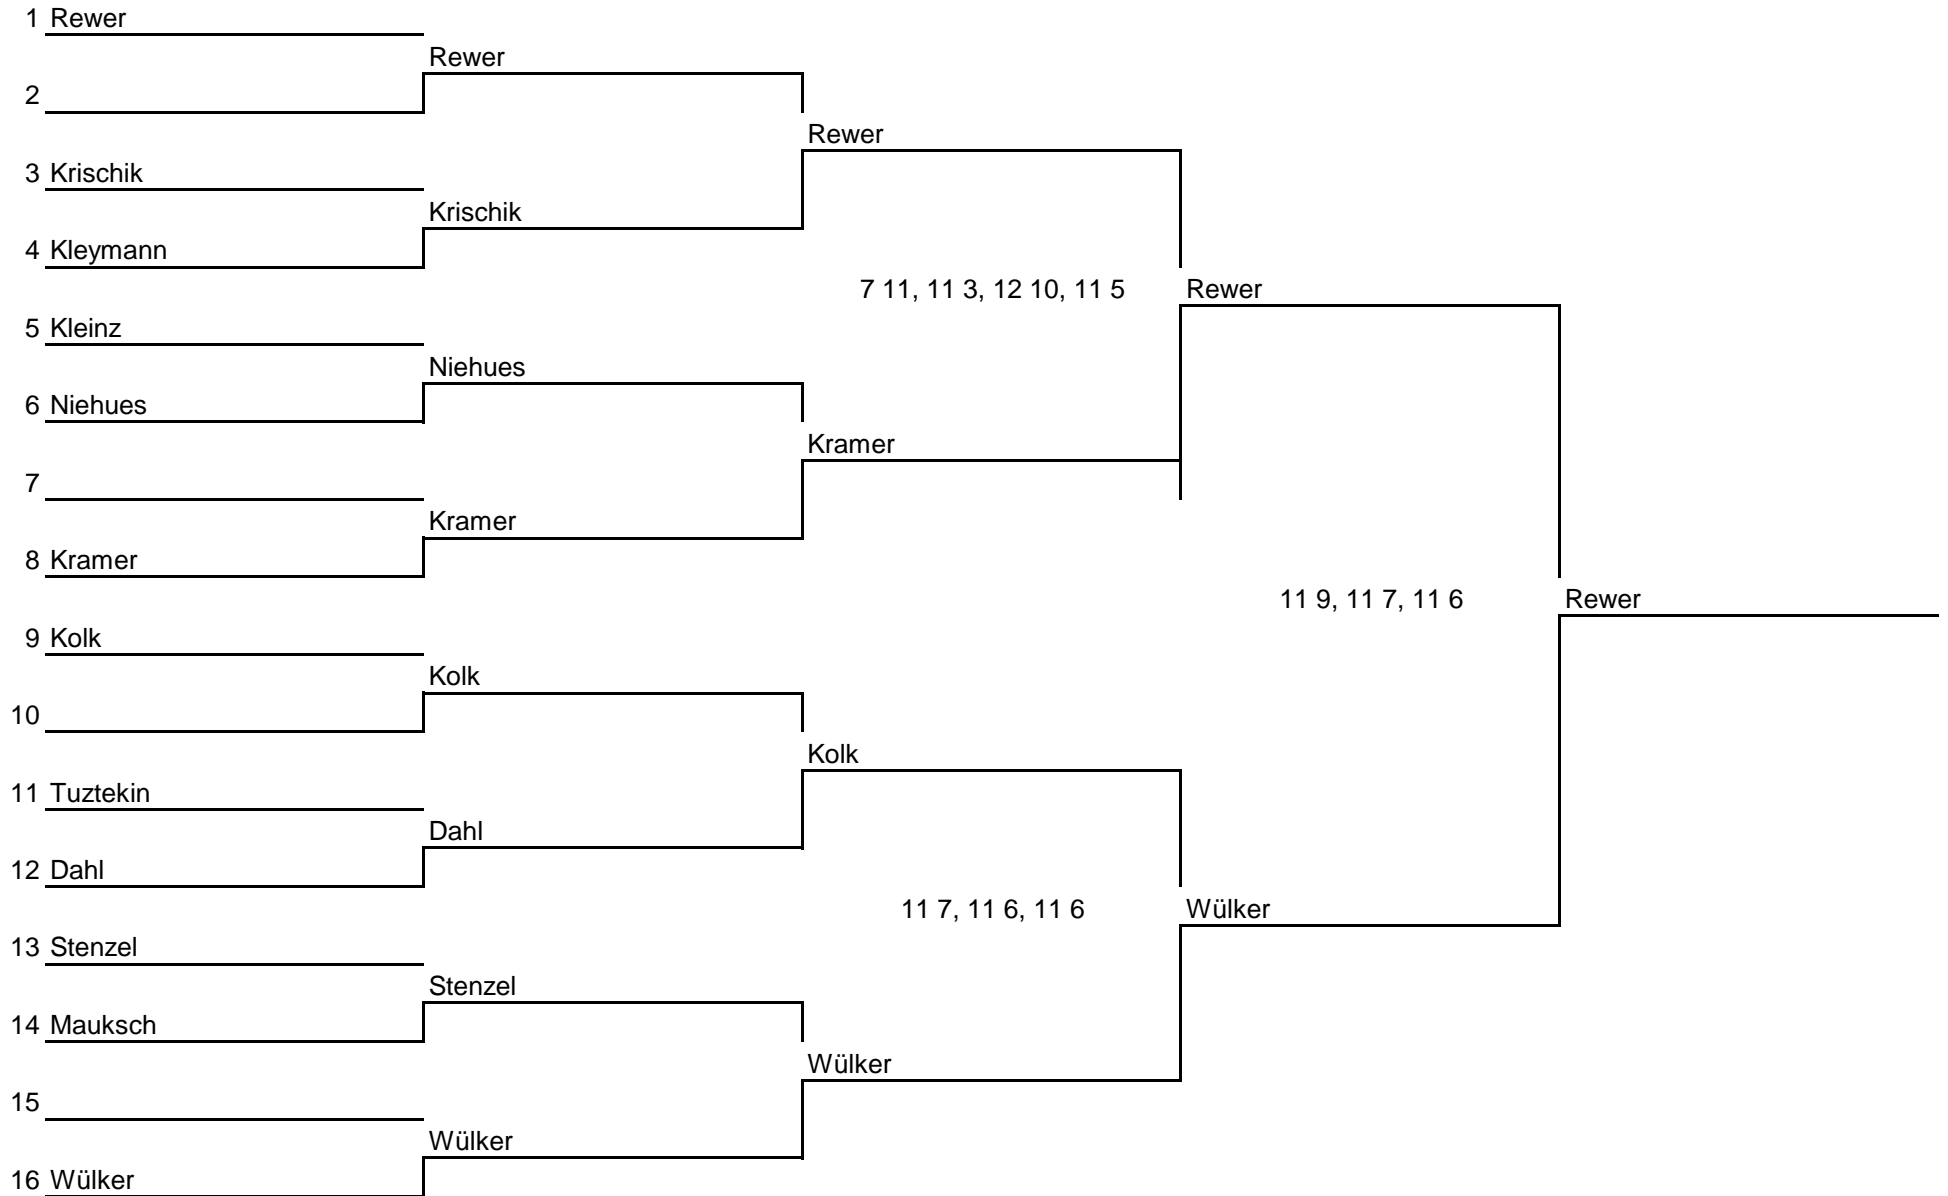 1 Rewer
Rewer
2
Rewer
3 Krischik
Krischik
4 Kleymann
7 11, 11 3, 12 10, 11 5 Rewer
5 Kleinz
Niehues
6 Niehues
Kramer
7
Kramer
8 Kramer
11 9, 11 7, 11 6 Rewer
9 Kolk
Kolk
10
Kolk
11 Tuztekin
Dahl
12 Dahl
11 7, 11 6, 11 6 Wülker
13 Stenzel
Stenzel
14 Mauksch
Wülker
15
Wülker
16 Wülker